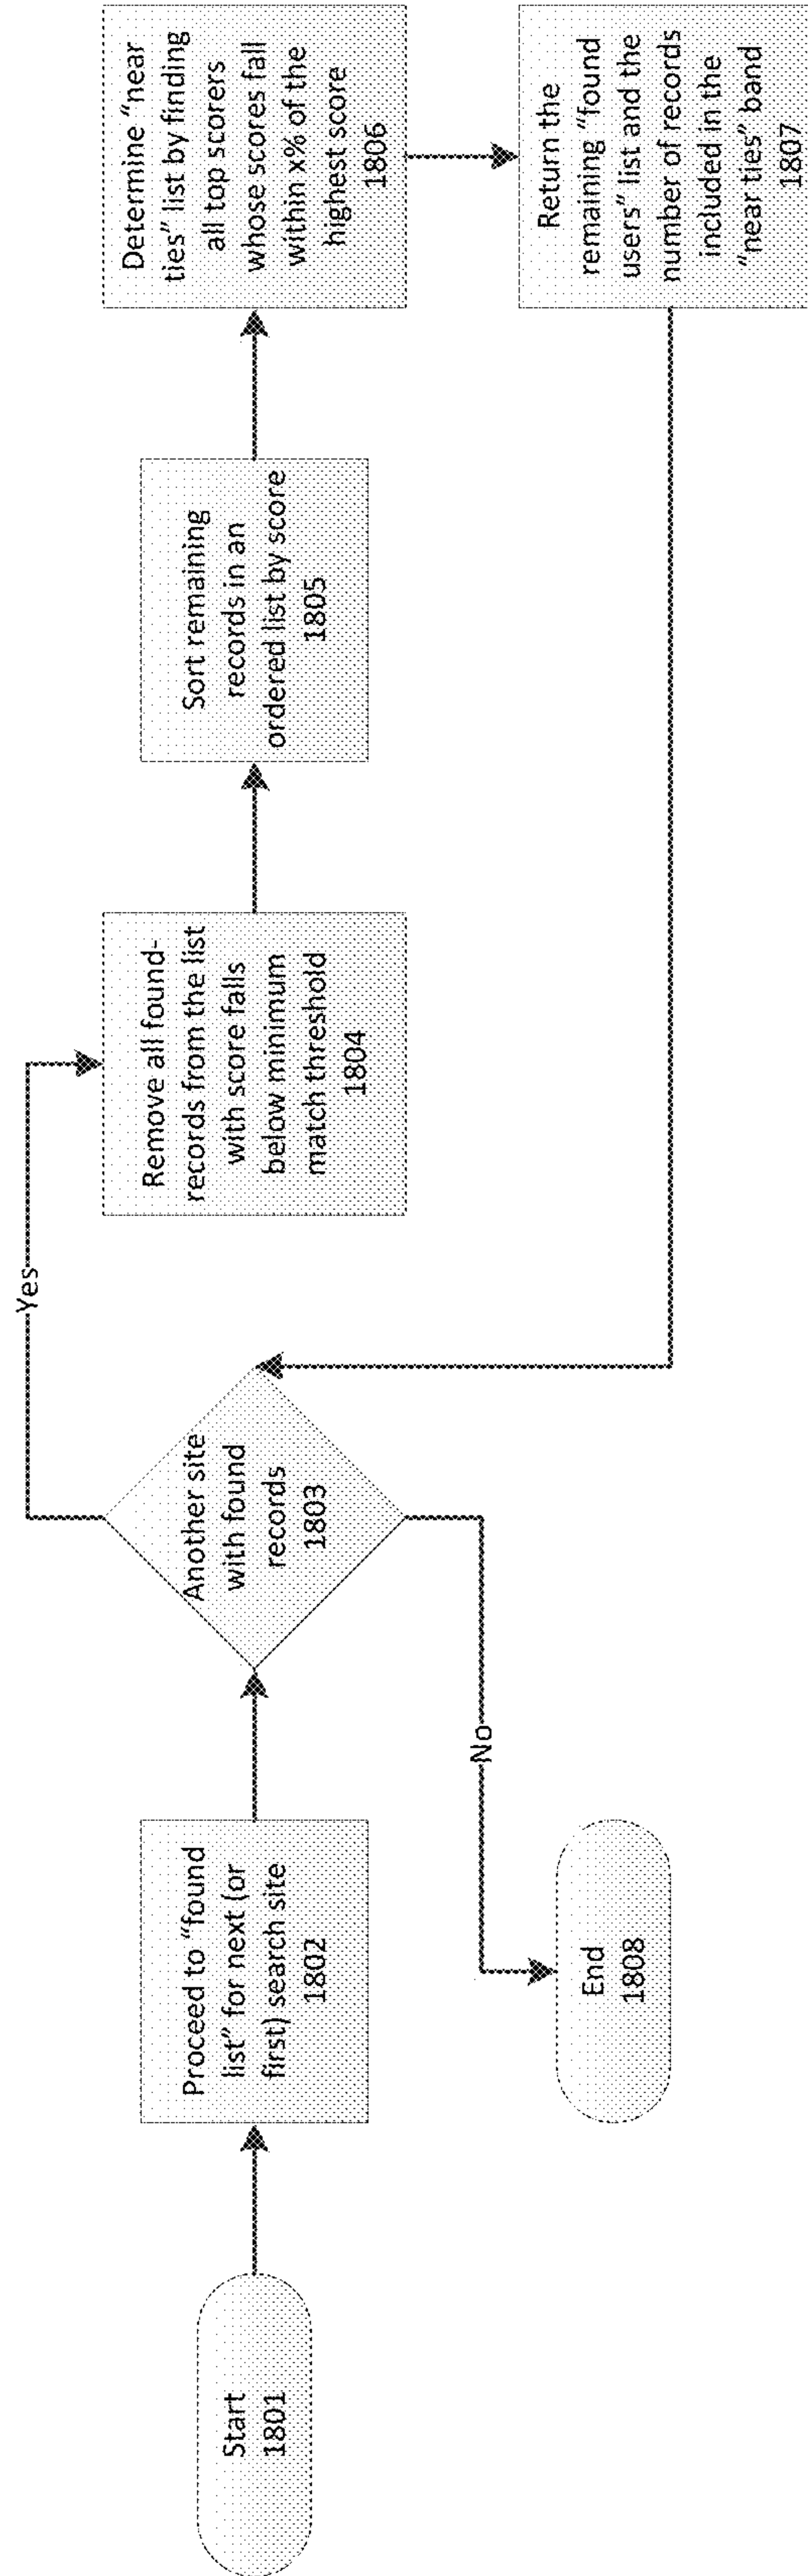 Start
1801
Proceed to "found
list" for next (or
first) search site
1802
Another site
with found
records
1803
Yes
No
Remove all found-
records from the list
with score falls
below minimum
match threshold
1804
Sort remaining
records in an
ordered list by score
1805
Determine "near
ties" list by finding
all top scorers
whose scores fall
within x% of the
highest score
1806
Return the
remaining "found
users" list and the
number of records
included in the
"near ties" band
1807
End
1808